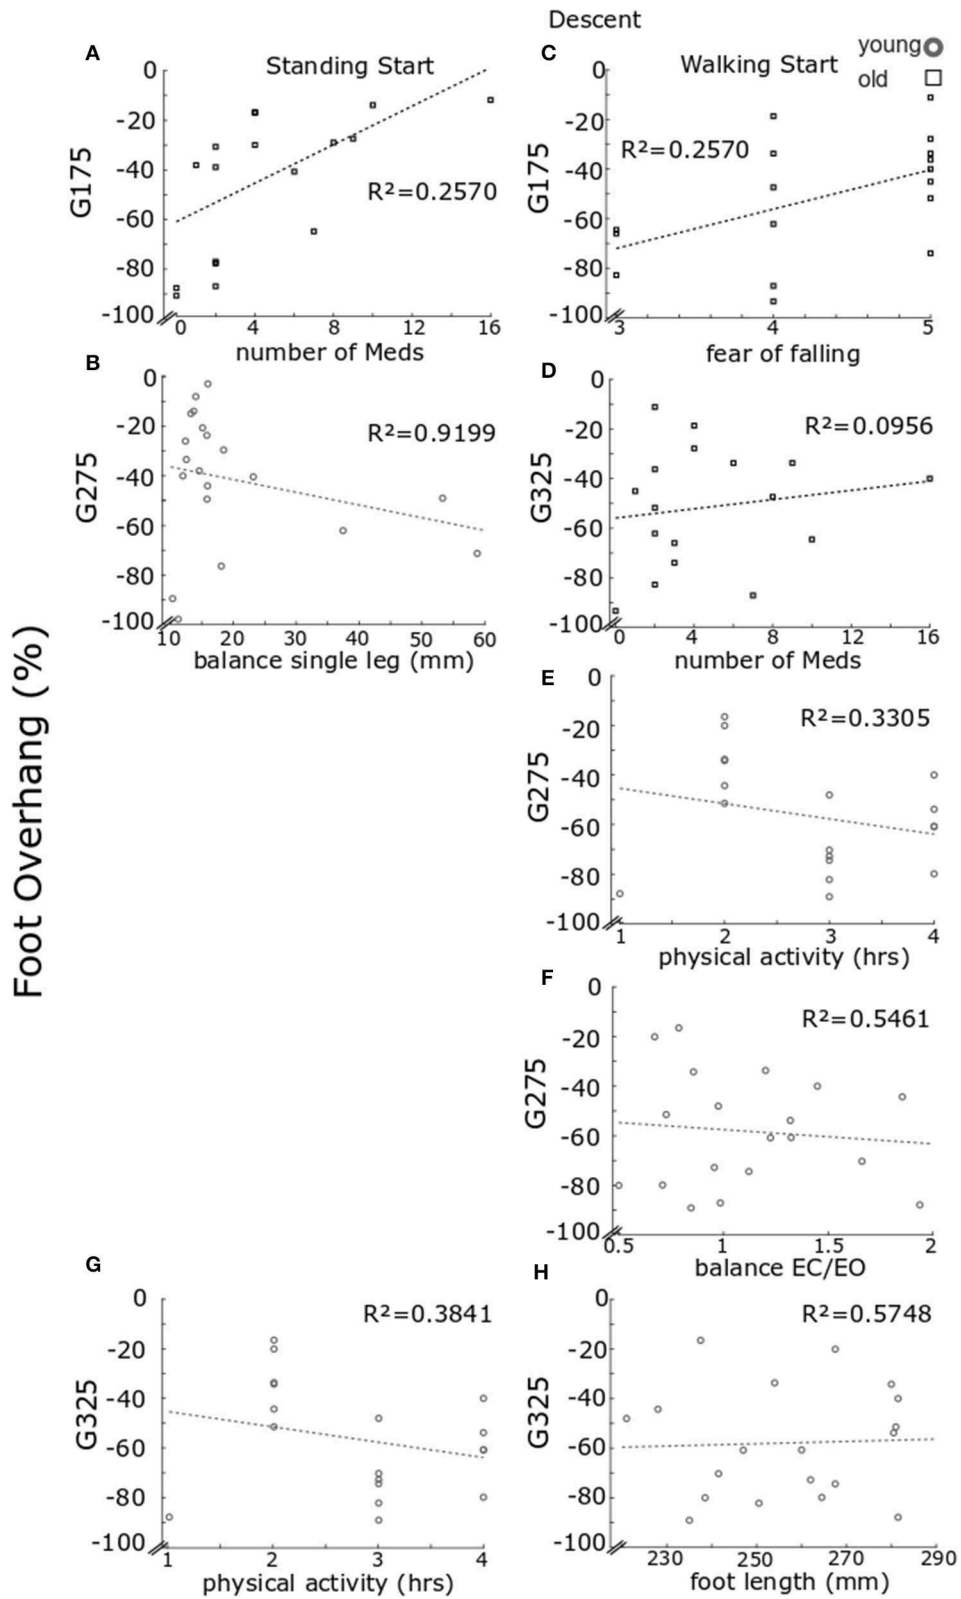 Descent
young
old
Foot Overhang (%)
A
Standing Start
G175
0
-20
-40
-60
-80
-100
R²=0.2570
0 4 8 12 16
number of Meds
C
Walking Start
G175
0
-20
-40
-60
-80
-100
R²=0.2570
3 4 5
fear of falling
B
G275
0
-20
-40
-60
-80
-100
R²=0.9199
10 20 30 40 50 60
balance single leg (mm)
D
G325
0
-20
-40
-60
-80
-100
R²=0.0956
0 4 8 12 16
number of Meds
E
G275
0
-20
-40
-60
-80
-100
R²=0.3305
1 2 3 4
physical activity (hrs)
F
G275
0
-20
-40
-60
-80
-100
R²=0.5461
0.5 1 1.5 2
balance EC/EO
G
G325
0
-20
-40
-60
-80
-100
R²=0.3841
1 2 3 4
physical activity (hrs)
H
G325
0
-20
-40
-60
-80
-100
R²=0.5748
230 250 270 290
foot length (mm)